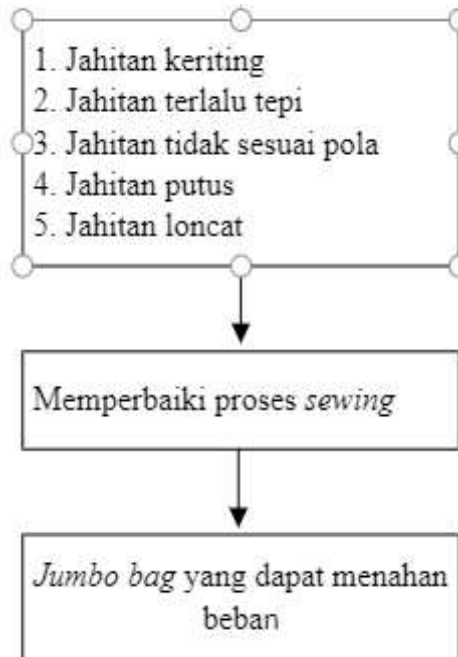 1. Jahitan keriting
2. Jahitan terlalu tepi
3. Jahitan tidak sesuai pola
4. Jahitan putus
5. Jahitan loncat
Memperbaiki proses sewing
Jumbo bag yang dapat menahan
beban